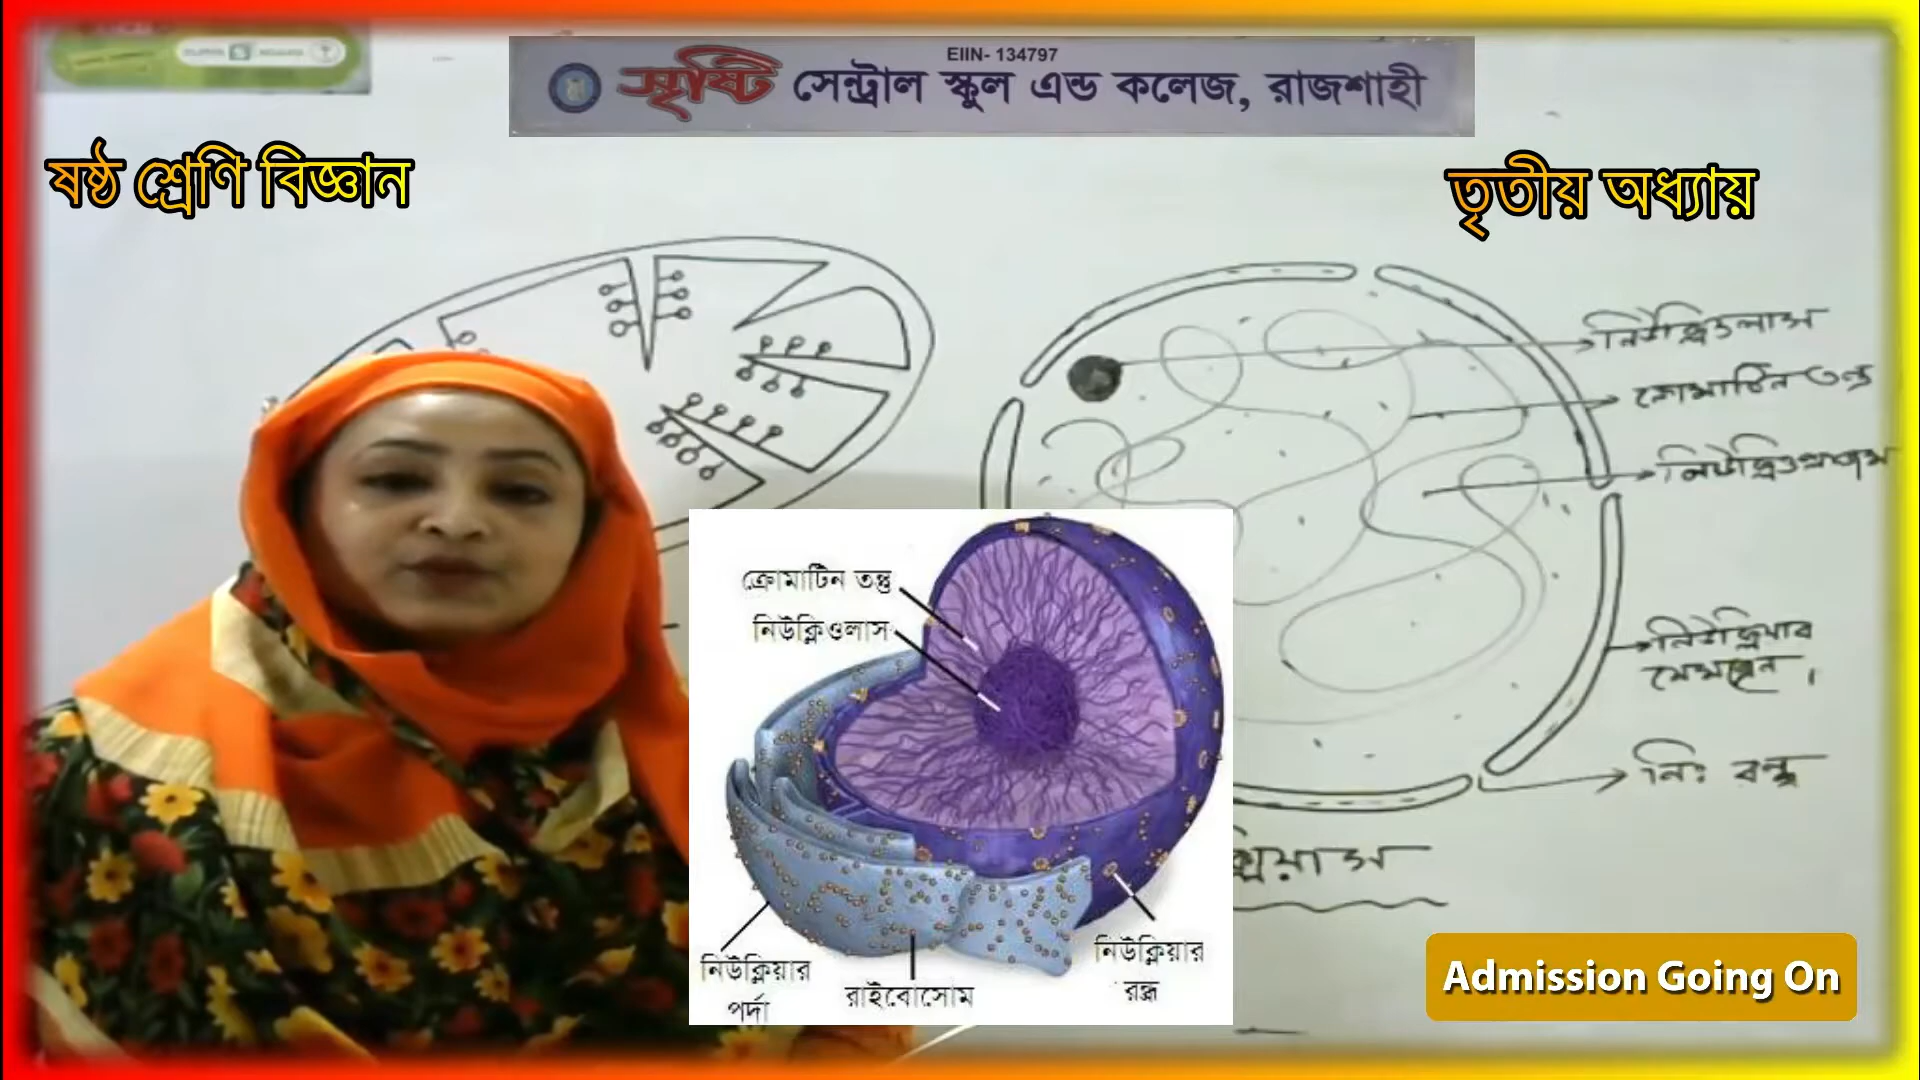 EIIN- 134797
সৃষ্টি সেন্ট্রাল স্কুল এন্ড কলেজ, রাজশাহী
ষষ্ঠ শ্রেণি বিজ্ঞান
তৃতীয় অধ্যায়
নিউক্লিওলাস
ক্রোমাটিন তন্তু
নিউক্লিওপ্লাজম
নিউক্লিয়ার
মেমব্রেন।
নিঃ রন্ধ্র
ক্রোমাটিন তন্তু
নিউক্লিওলাস
নিউক্লিয়ার
পর্দা
রাইবোসোম
নিউক্লিয়ার
রন্ধ্র
Admission Going On